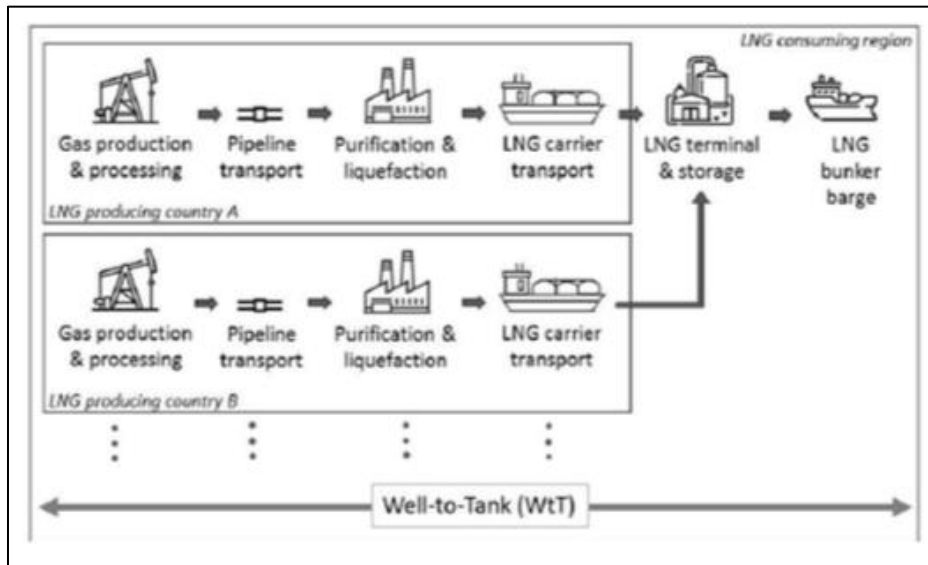 LNG consuming region
Gas production
& processing
Pipeline
transport
Purification &
liquefaction
LNG carrier
transport
LNG terminal
& storage
LNG
bunker
barge
LNG producing country A
Gas production
& processing
Pipeline
transport
Purification &
liquefaction
LNG carrier
transport
LNG producing country B
Well-to-Tank (WtT)